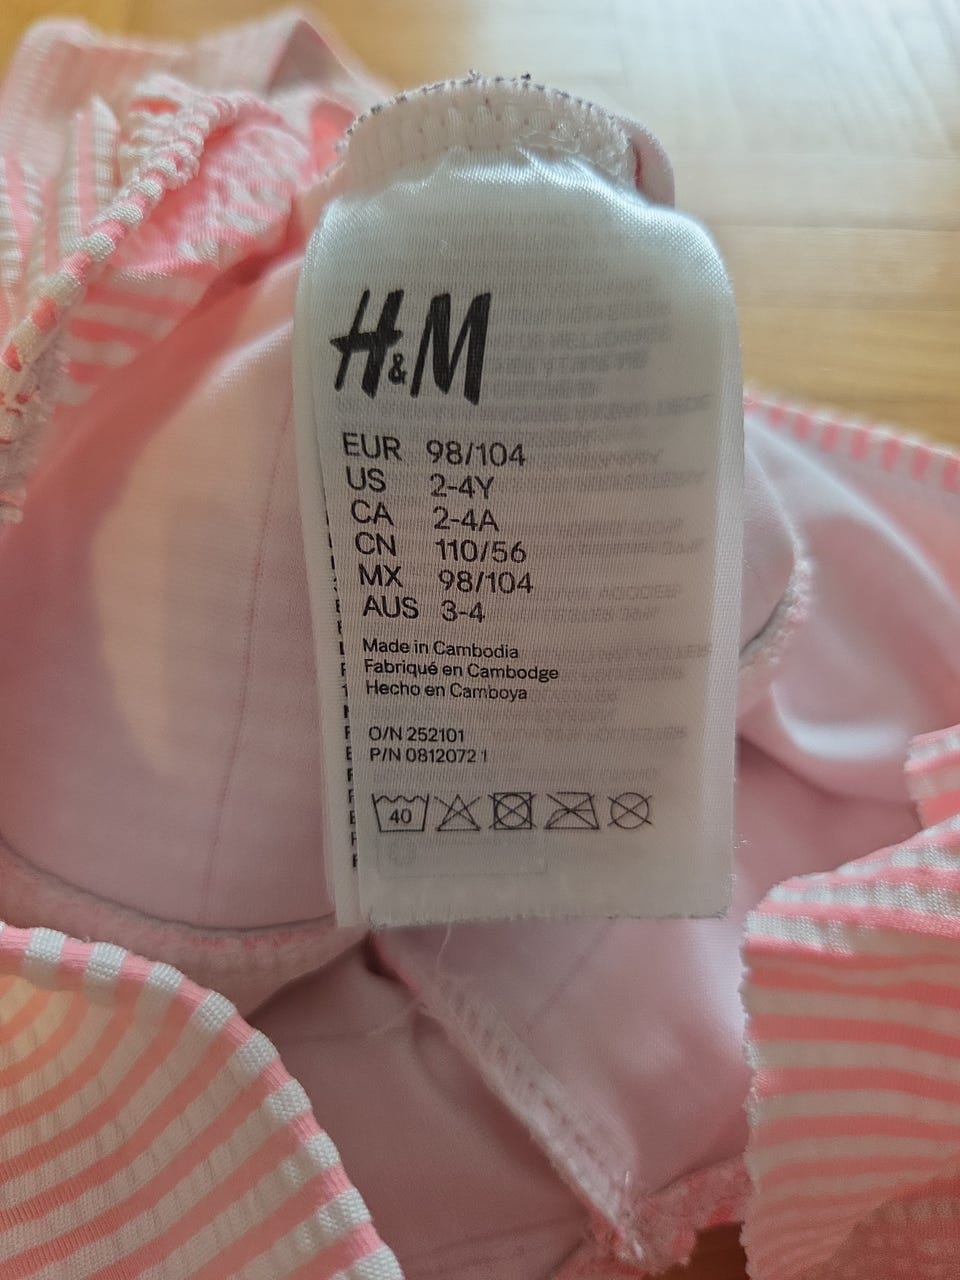 H&M
EUR 98/104
US 2-4Y
CA 2-4A
CN 110/56
MX 98/104
AUS 3-4
Made in Cambodia
Fabriqué en Cambodge
Hecho en Camboya
O/N 252101
P/N 0812072 1
40